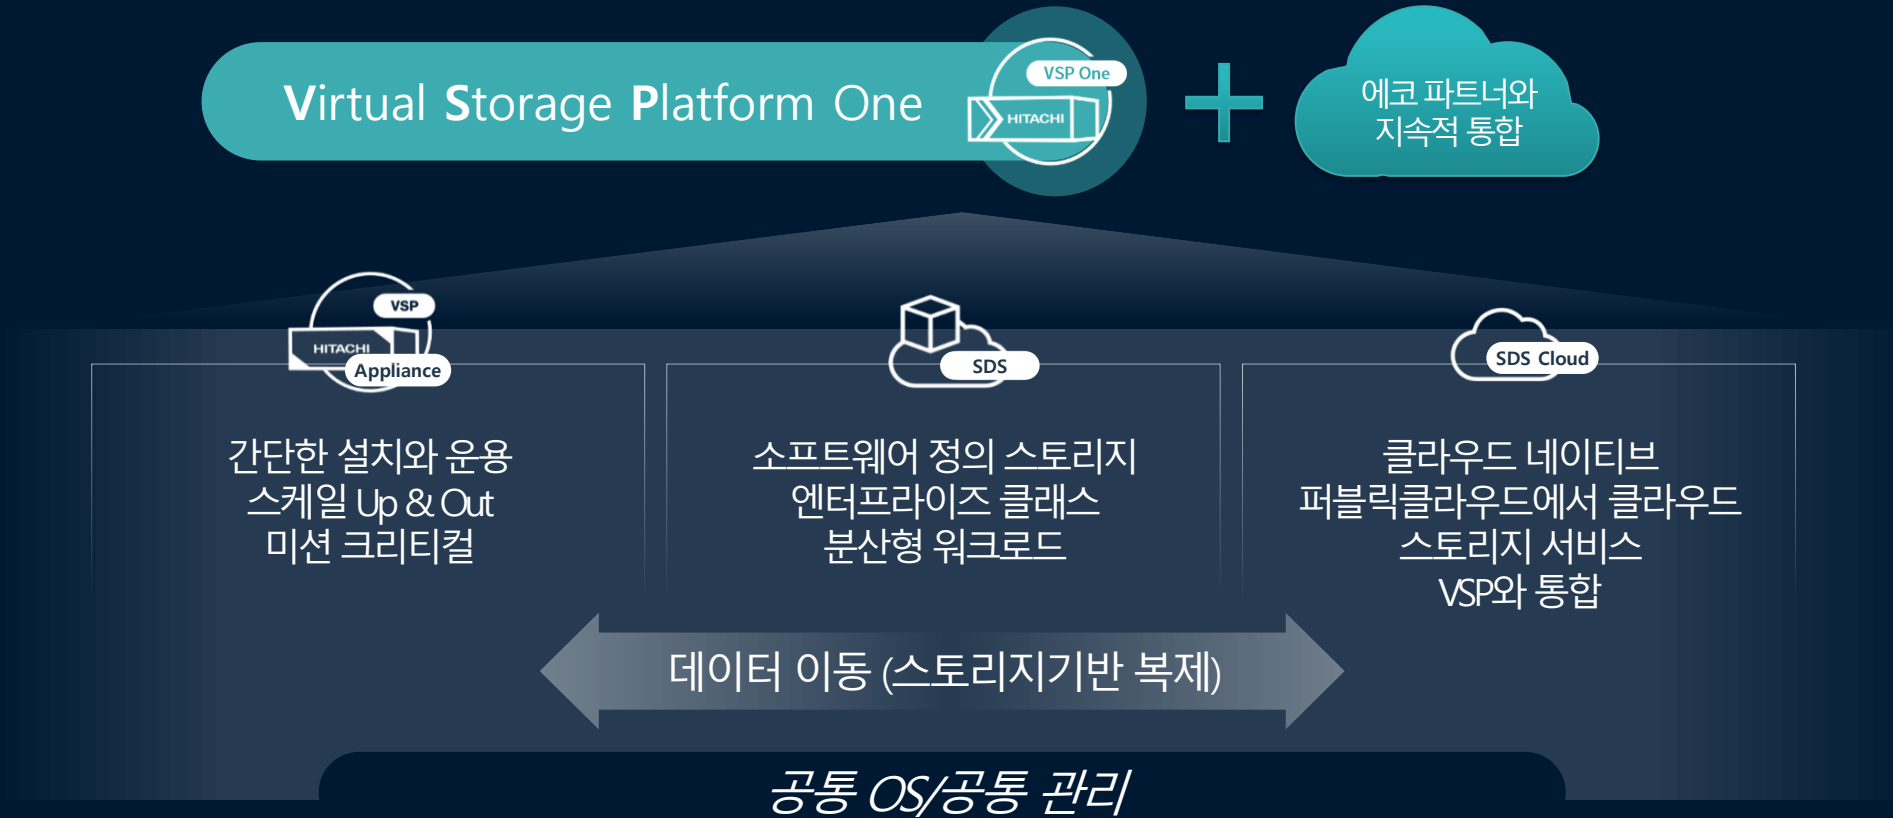 Virtual Storage Platform One
VSP One
HITACHI
에코 파트너와
지속적 통합
VSP
HITACHI
Appliance
간단한 설치와 운용
스케일 Up & Out
미션 크리티컬
SDS
소프트웨어 정의 스토리지
엔터프라이즈 클래스
분산형 워크로드
SDS Cloud
클라우드 네이티브
퍼블릭클라우드에서 클라우드
스토리지 서비스
VSP와 통합
데이터 이동 (스토리지기반 복제)
공통 OS/공통 관리